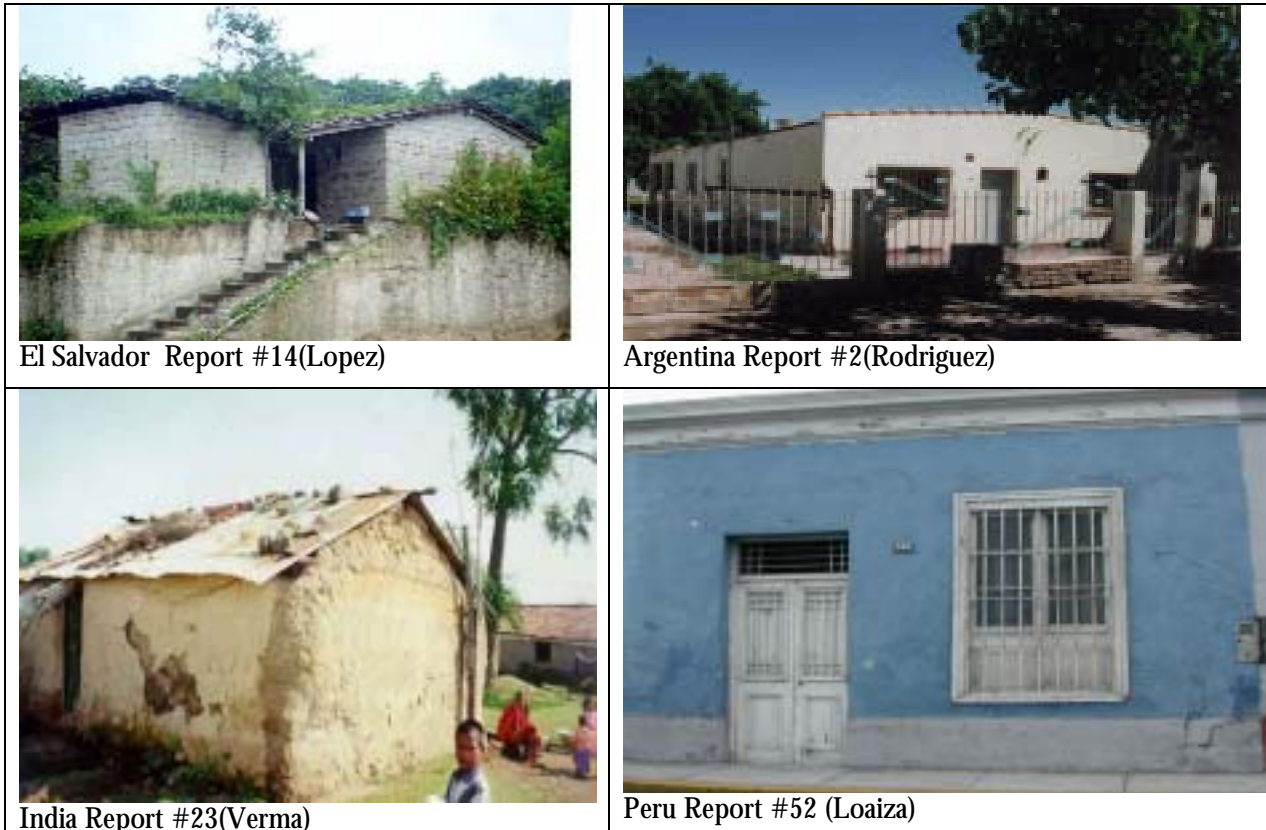 El Salvador  Report #14(Lopez)
Argentina Report #2(Rodriguez)
India Report #23(Verma)
Peru Report #52 (Loaiza)